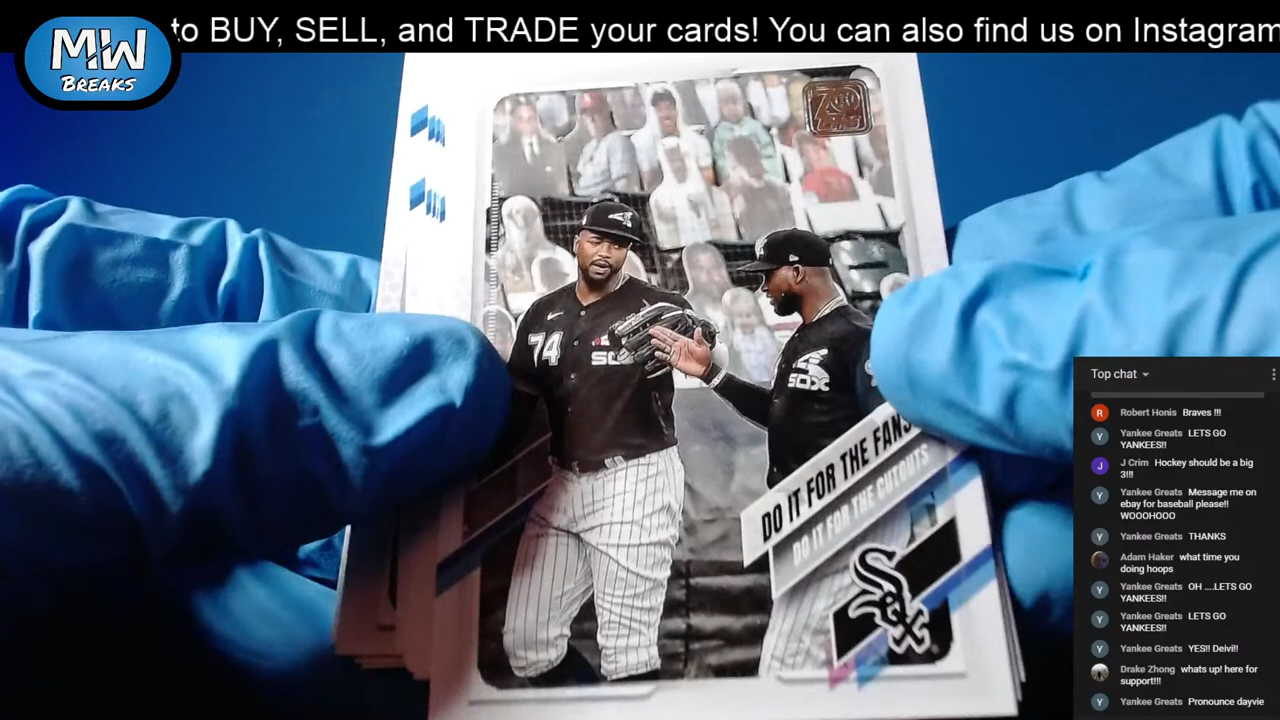 to BUY, SELL, and TRADE your cards! You can also find us on Instagram
MW
BREAKS
70
74
SO
SOX
DO IT FOR THE FANS
DO IT FOR THE CUTOUTS
Sox
Top chat
R Robert Honis Braves !!!
Y Yankee Greats LETS GO
YANKEES!!
J J Crim Hockey should be a big
3!!!
Y Yankee Greats Message me on
ebay for baseball please!!
WOOHOOO
Y Yankee Greats THANKS
Adam Haker what time you
doing hoops
Y Yankee Greats OH ....LETS GO
YANKEES!!
Y Yankee Greats LETS GO
YANKEES!!
Y Yankee Greats YES!! Deivi!!
Drake Zhong whats up! here for
support!!!
Y Yankee Greats Pronounce dayvie